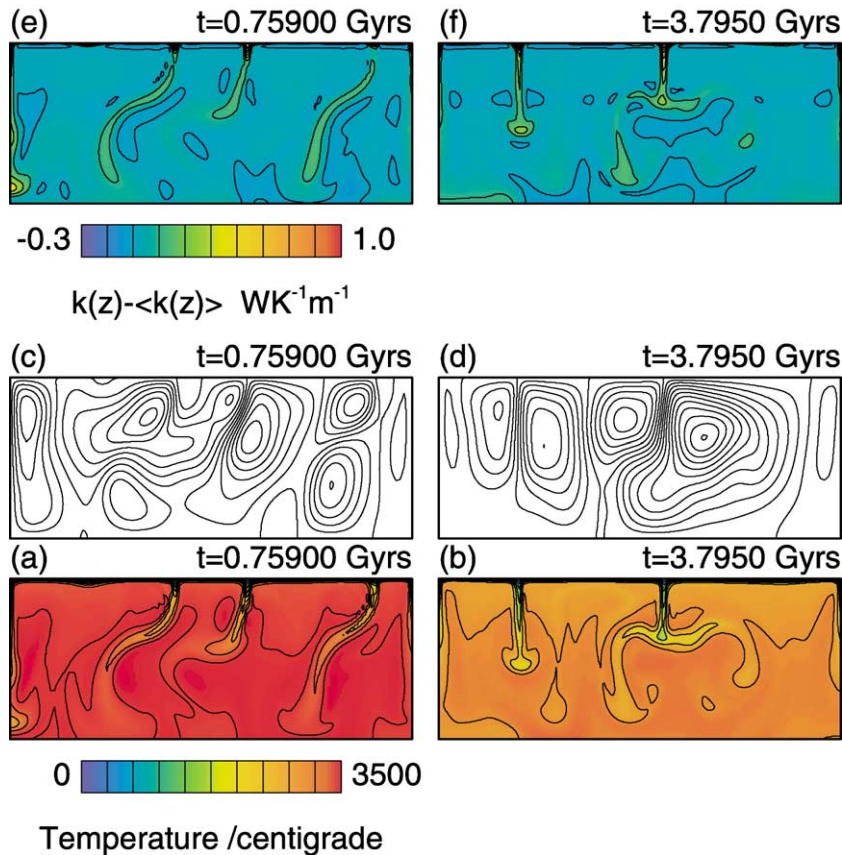 (e) t=0.75900 Gyrs (f) t=3.7950 Gyrs
-0.3 1.0
k(z)-<k(z)> WK⁻¹m⁻¹
(c) t=0.75900 Gyrs (d) t=3.7950 Gyrs
(a) t=0.75900 Gyrs (b) t=3.7950 Gyrs
0 3500
Temperature /centigrade